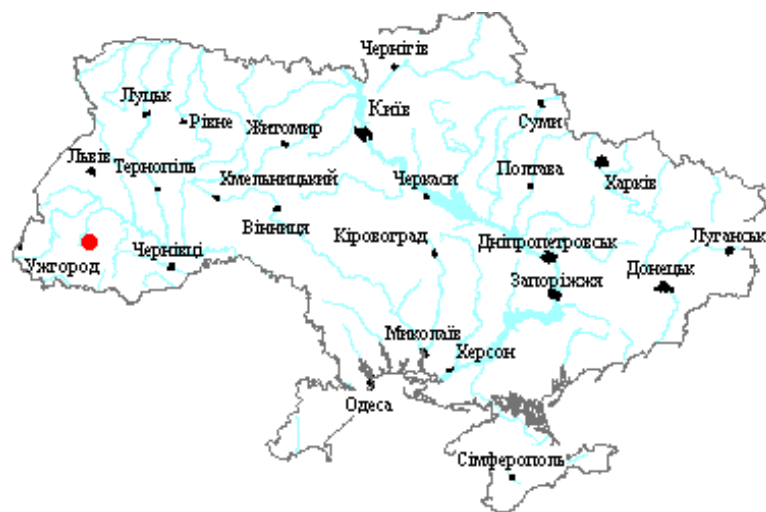 Чернігів
Луцьк
Рівне
Київ
Суми
Житомир
Львів
Тернопіль
Хмельницький
Черкаси
Полтава
Харків
Вінниця
Кіровоград
Дніпропетровськ
Луганськ
Ужгород
Чернівці
Запоріжжя
Донецьк
Миколаїв
Херсон
Одеса
Сімферополь